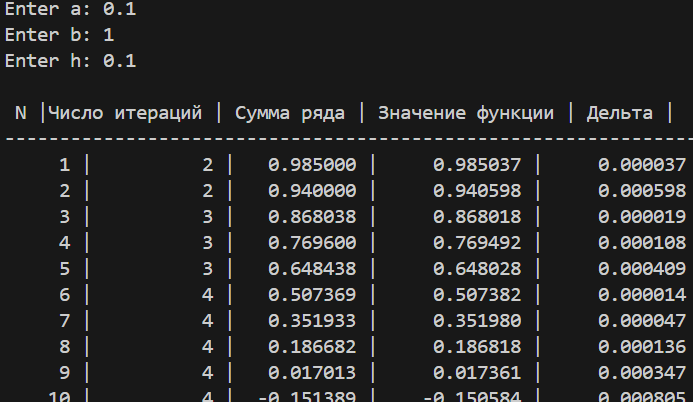 Enter a: 0.1
Enter b: 1
Enter h: 0.1
N |Число итераций | Сумма ряда | Значение функции | Дельта |
--------------------------------------------------------------
1 | 2 | 0.985000 | 0.985037 | 0.000037
2 | 2 | 0.940000 | 0.940598 | 0.000598
3 | 3 | 0.868038 | 0.868018 | 0.000019
4 | 3 | 0.769600 | 0.769492 | 0.000108
5 | 3 | 0.648438 | 0.648028 | 0.000409
6 | 4 | 0.507369 | 0.507382 | 0.000014
7 | 4 | 0.351933 | 0.351980 | 0.000047
8 | 4 | 0.186682 | 0.186818 | 0.000136
9 | 4 | 0.017013 | 0.017361 | 0.000347
10 | 4 | -0.151389 | -0.150584 | 0.000805